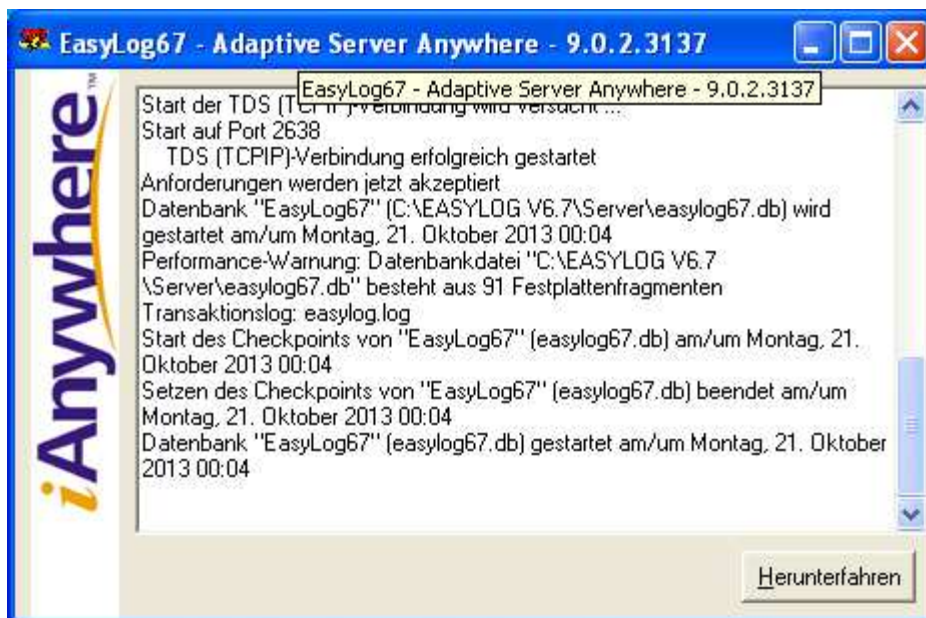 EasyLog67 - Adaptive Server Anywhere - 9.0.2.3137
EasyLog67 - Adaptive Server Anywhere - 9.0.2.3137
iAnywhere™
Start der TDS (TCPIP)-Verbindung wird versucht ...
Start auf Port 2638
TDS (TCPIP)-Verbindung erfolgreich gestartet
Anforderungen werden jetzt akzeptiert
Datenbank "EasyLog67" (C:\EASYLOG V6.7\Server\easylog67.db) wird
gestartet am/um Montag, 21. Oktober 2013 00:04
Performance-Warnung: Datenbankdatei "C:\EASYLOG V6.7
\Server\easylog67.db" besteht aus 91 Festplattenfragmenten
Transaktionslog: easylog.log
Start des Checkpoints von "EasyLog67" (easylog67.db) am/um Montag, 21.
Oktober 2013 00:04
Setzen des Checkpoints von "EasyLog67" (easylog67.db) beendet am/um
Montag, 21. Oktober 2013 00:04
Datenbank "EasyLog67" (easylog67.db) gestartet am/um Montag, 21. Oktober
2013 00:04
Herunterfahren